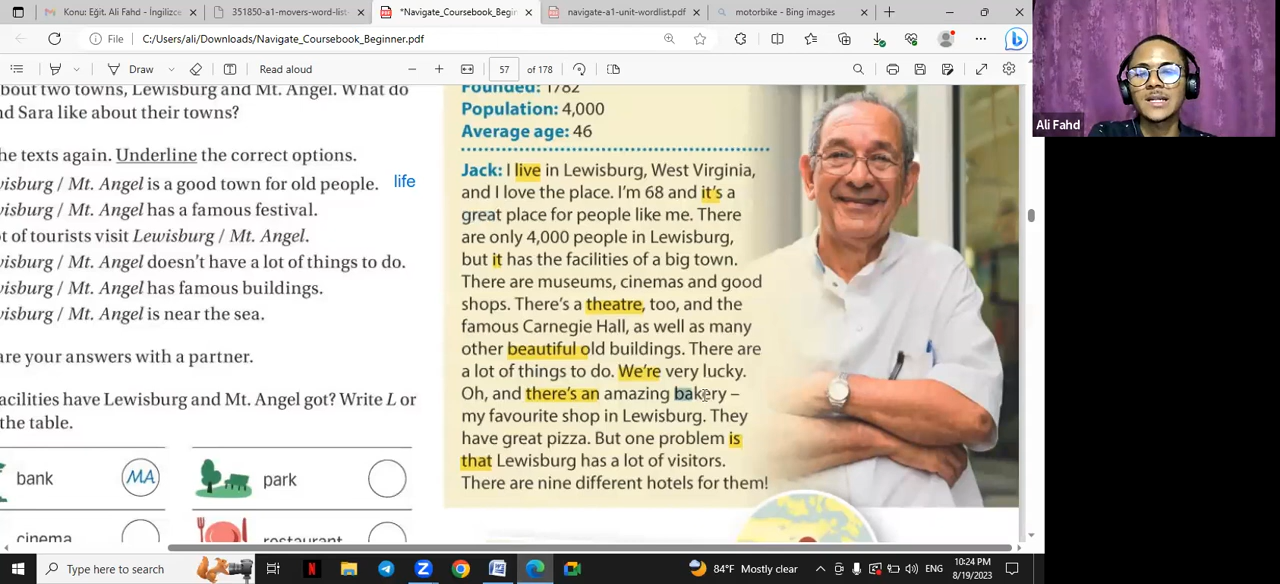 Konu: Eğit. Ali Fahd - İngilizce
351850-a1-movers-word-list-
*Navigate_Coursebook_Begin
navigate-a1-unit-wordlist.pdf
motorbike - Bing images
File
C:/Users/ali/Downloads/Navigate_Coursebook_Beginner.pdf
Draw
Read aloud
57 of 178
Ali Fahd
bout two towns, Lewisburg and Mt. Angel. What do
nd Sara like about their towns?
he texts again. Underline the correct options.
wisburg / Mt. Angel is a good town for old people.
life
wisburg / Mt. Angel has a famous festival.
ot of tourists visit Lewisburg / Mt. Angel.
wisburg / Mt. Angel doesn't have a lot of things to do.
wisburg / Mt. Angel has famous buildings.
wisburg / Mt. Angel is near the sea.
are your answers with a partner.
acilities have Lewisburg and Mt. Angel got? Write L or
the table.
bank
MA
park
cinema
restaurant
Founded: 1782
Population: 4,000
Average age: 46
Jack: I live in Lewisburg, West Virginia,
and I love the place. I'm 68 and it's a
great place for people like me. There
are only 4,000 people in Lewisburg,
but it has the facilities of a big town.
There are museums, cinemas and good
shops. There's a theatre, too, and the
famous Carnegie Hall, as well as many
other beautiful old buildings. There are
a lot of things to do. We're very lucky.
Oh, and there's an amazing bakery –
my favourite shop in Lewisburg. They
have great pizza. But one problem is
that Lewisburg has a lot of visitors.
There are nine different hotels for them!
Type here to search
84°F Mostly clear
ENG
10:24 PM
8/19/2023